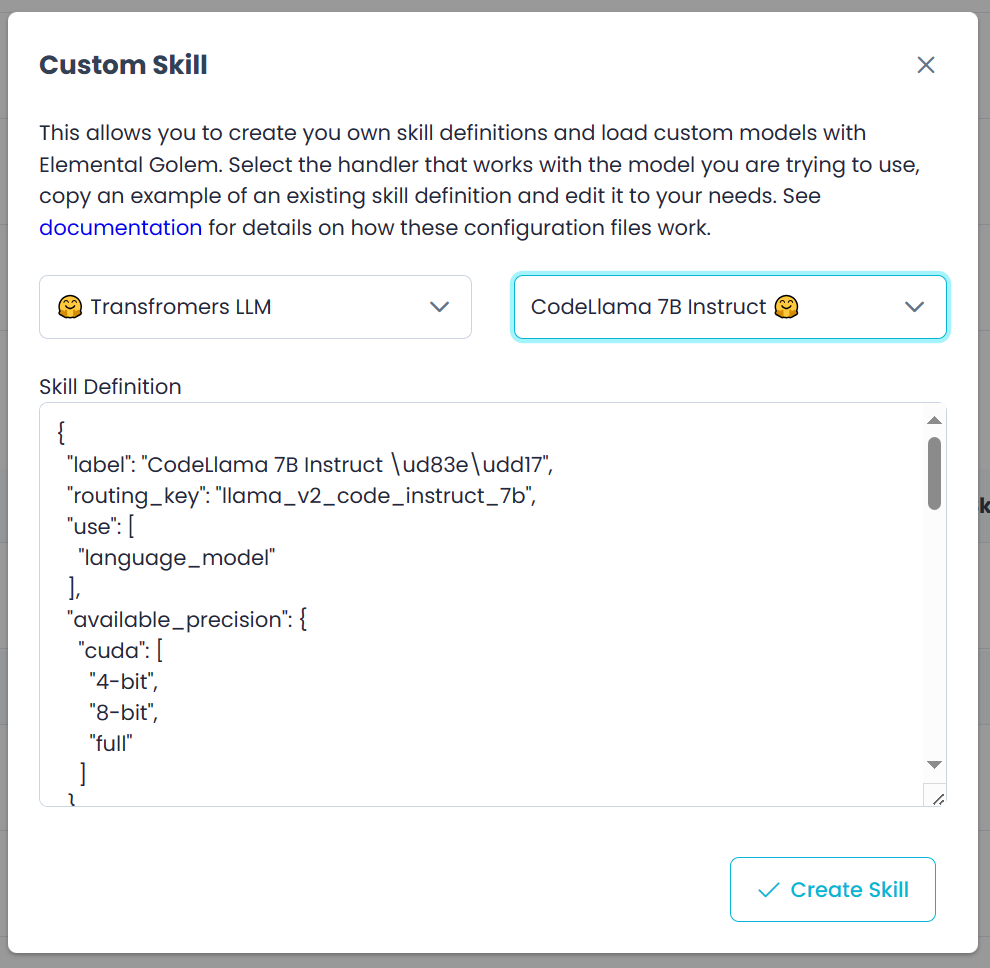 Custom Skill
This allows you to create you own skill definitions and load custom models with
Elemental Golem. Select the handler that works with the model you are trying to use,
copy an example of an existing skill definition and edit it to your needs. See
documentation for details on how these configuration files work.
🤗 Transfromers LLM
CodeLlama 7B Instruct 🤗
Skill Definition
{
"label": "CodeLlama 7B Instruct \ud83e\udd17",
"routing_key": "llama_v2_code_instruct_7b",
"use": [
"language_model"
],
"available_precision": {
"cuda": [
"4-bit",
"8-bit",
"full"
]
}
Create Skill